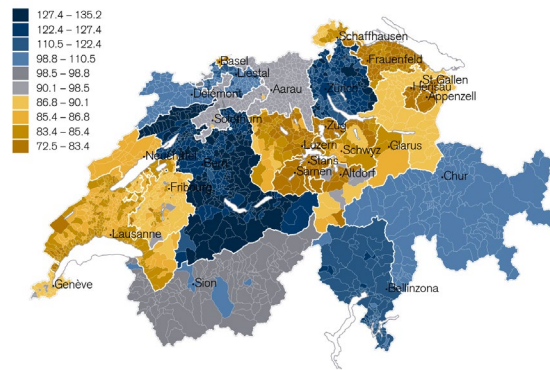 127.4 – 135.2
122.4 – 127.4
110.5 – 122.4
98.8 – 110.5
98.5 – 98.8
90.1 – 98.5
86.8 – 90.1
85.4 – 86.8
83.4 – 85.4
72.5 – 83.4
Schaffhausen
Basel
Frauenfeld
Liestal
St.Gallen
Delémont
Aarau
Zürich
Herisau
Appenzell
Solothurn
Zug
Neuenburg
Luzern
Schwyz
Glarus
Bern
Stans
Sarnen
Altdorf
Chur
Fribourg
Lausanne
Sion
Genève
Bellinzona